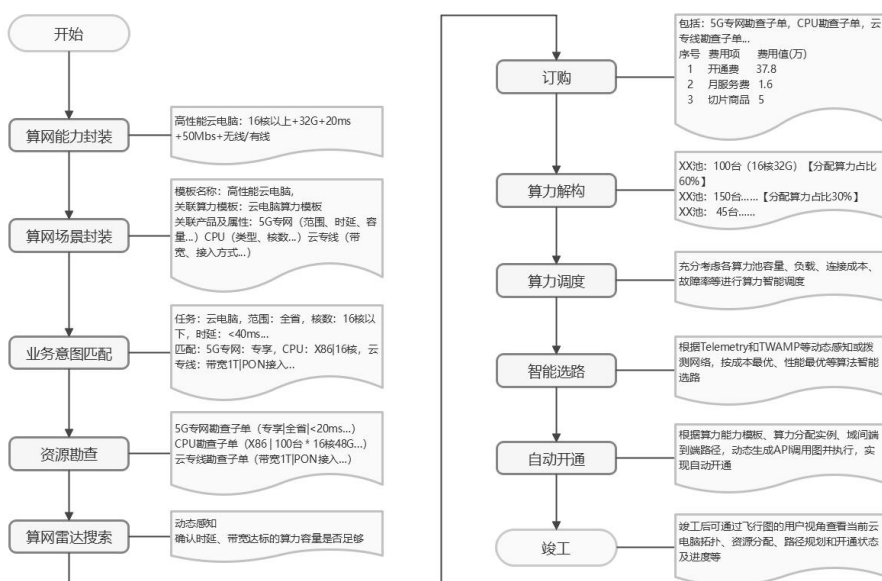 开始
算网能力封装
高性能云电脑：16核以上+32G+20ms
+50Mbs+无线/有线
算网场景封装
模板名称：高性能云电脑,
关联算力模板：云电脑算力模板
关联产品及属性：5G专网（范围、时延、容
量...）CPU（类型、核数...）云专线（带
宽、接入方式...）
业务意图匹配
任务：云电脑，范围：全省，核数：16核以
下，时延：<40ms...
匹配：5G专网：专享，CPU：X86|16核，云
专线：带宽1T|PON接入...
资源勘查
5G专网勘查子单（专享|全省|<20ms...）
CPU勘查子单（X86 | 100台 * 16核48G...）
云专线勘查子单（带宽1T|PON接入...）
算网雷达搜索
动态感知
确认时延、带宽达标的算力容量是否足够
订购
包括：5G专网勘查子单，CPU勘查子单，云
专线勘查子单...
序号 费用项 费用值(万)
1 开通费 37.8
2 月服务费 1.6
3 切片商品 5
算力解构
XX池：100台（16核32G）【分配算力占比
60%】
XX池：150台......【分配算力占比30%】
XX池： 45台......
算力调度
充分考虑各算力池容量、负载、连接成本、
故障率等进行算力智能调度
智能选路
根据Telemetry和TWAMP等动态感知或拨
测网络，按成本最优、性能最优等算法智能
选路
自动开通
根据算力能力模板、算力分配实例、域间端
到端路径，动态生成API调用图并执行，实
现自动开通
竣工
竣工后可通过飞行图的用户视角查看当前云
电脑拓扑、资源分配、路径规划和开通状态
及进度等